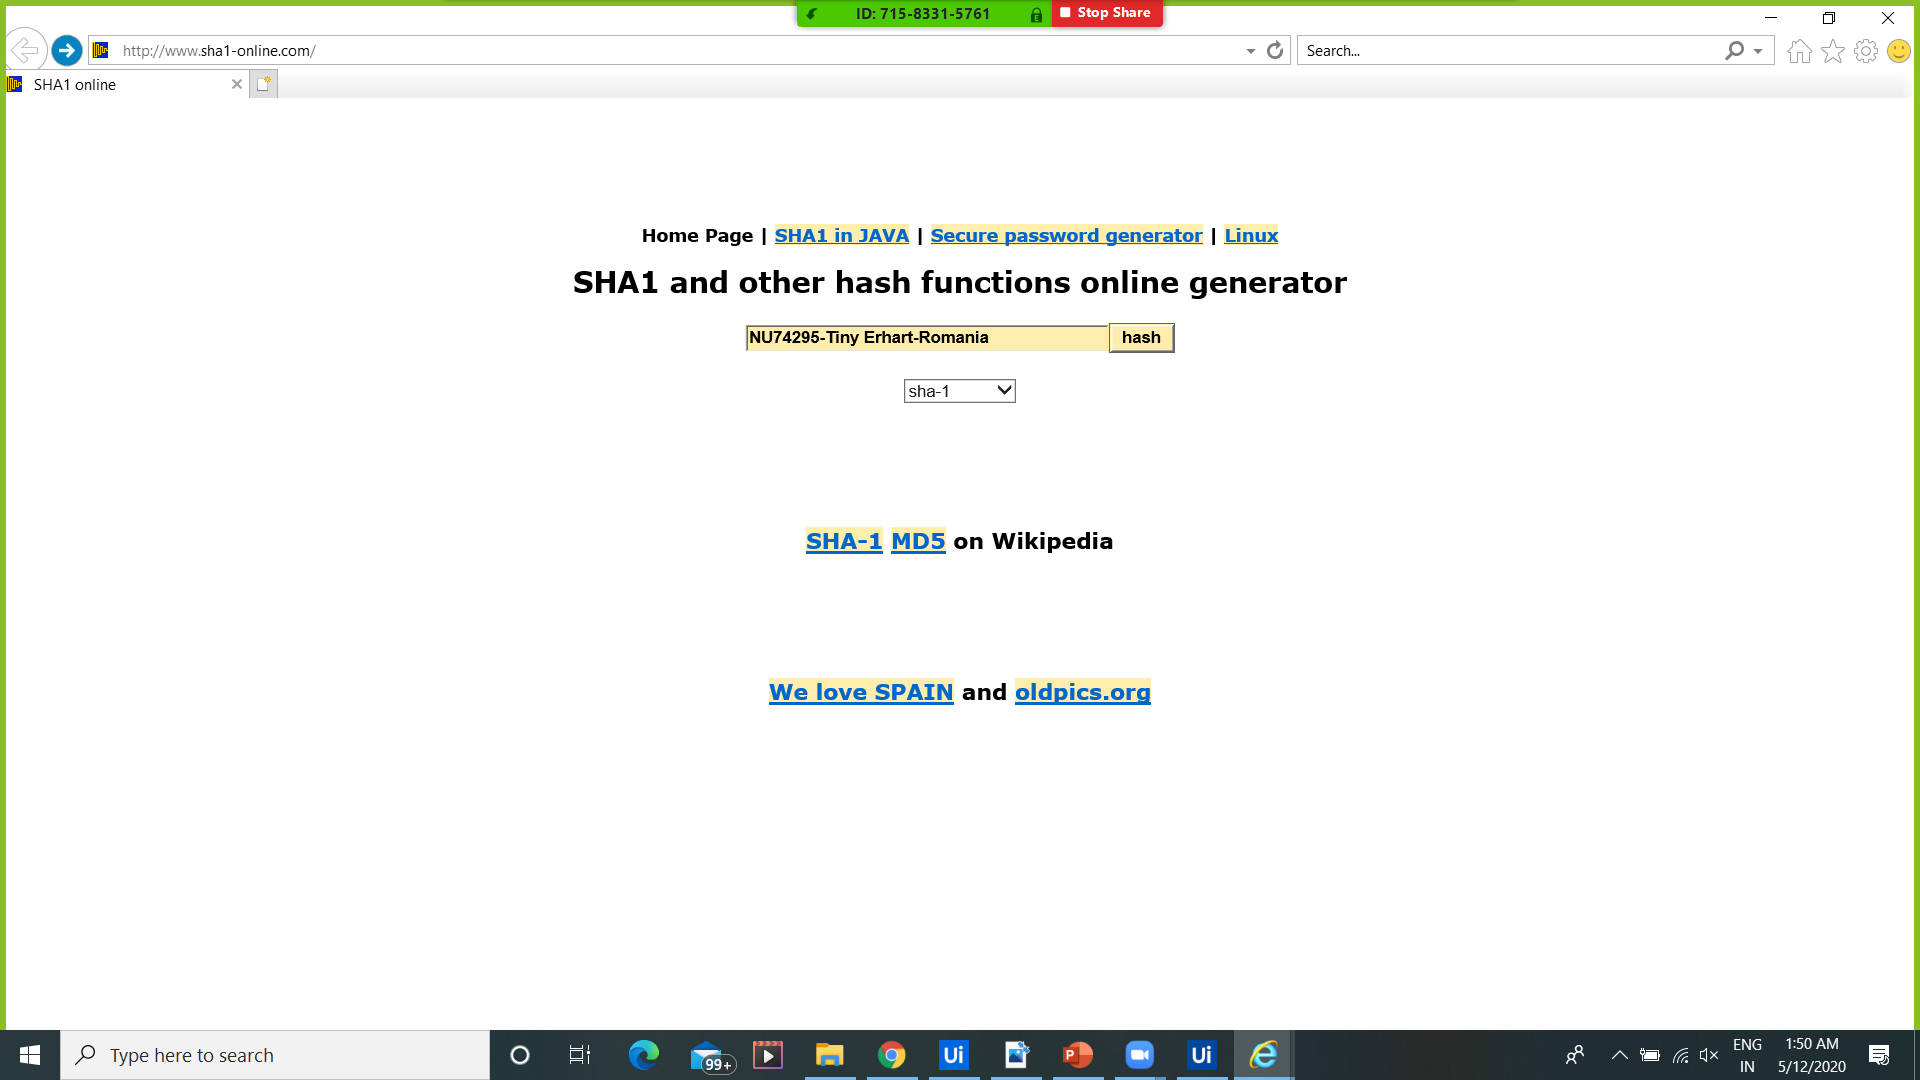 ID: 715-8331-5761 Stop Share
http://www.sha1-online.com/ Search...
SHA1 online
Home Page | SHA1 in JAVA | Secure password generator | Linux
SHA1 and other hash functions online generator
NU74295-Tiny Erhart-Romania hash
sha-1
SHA-1 MD5 on Wikipedia
We love SPAIN and oldpics.org
Type here to search 99+ Ui P Ui ENG IN 1:50 AM 5/12/2020